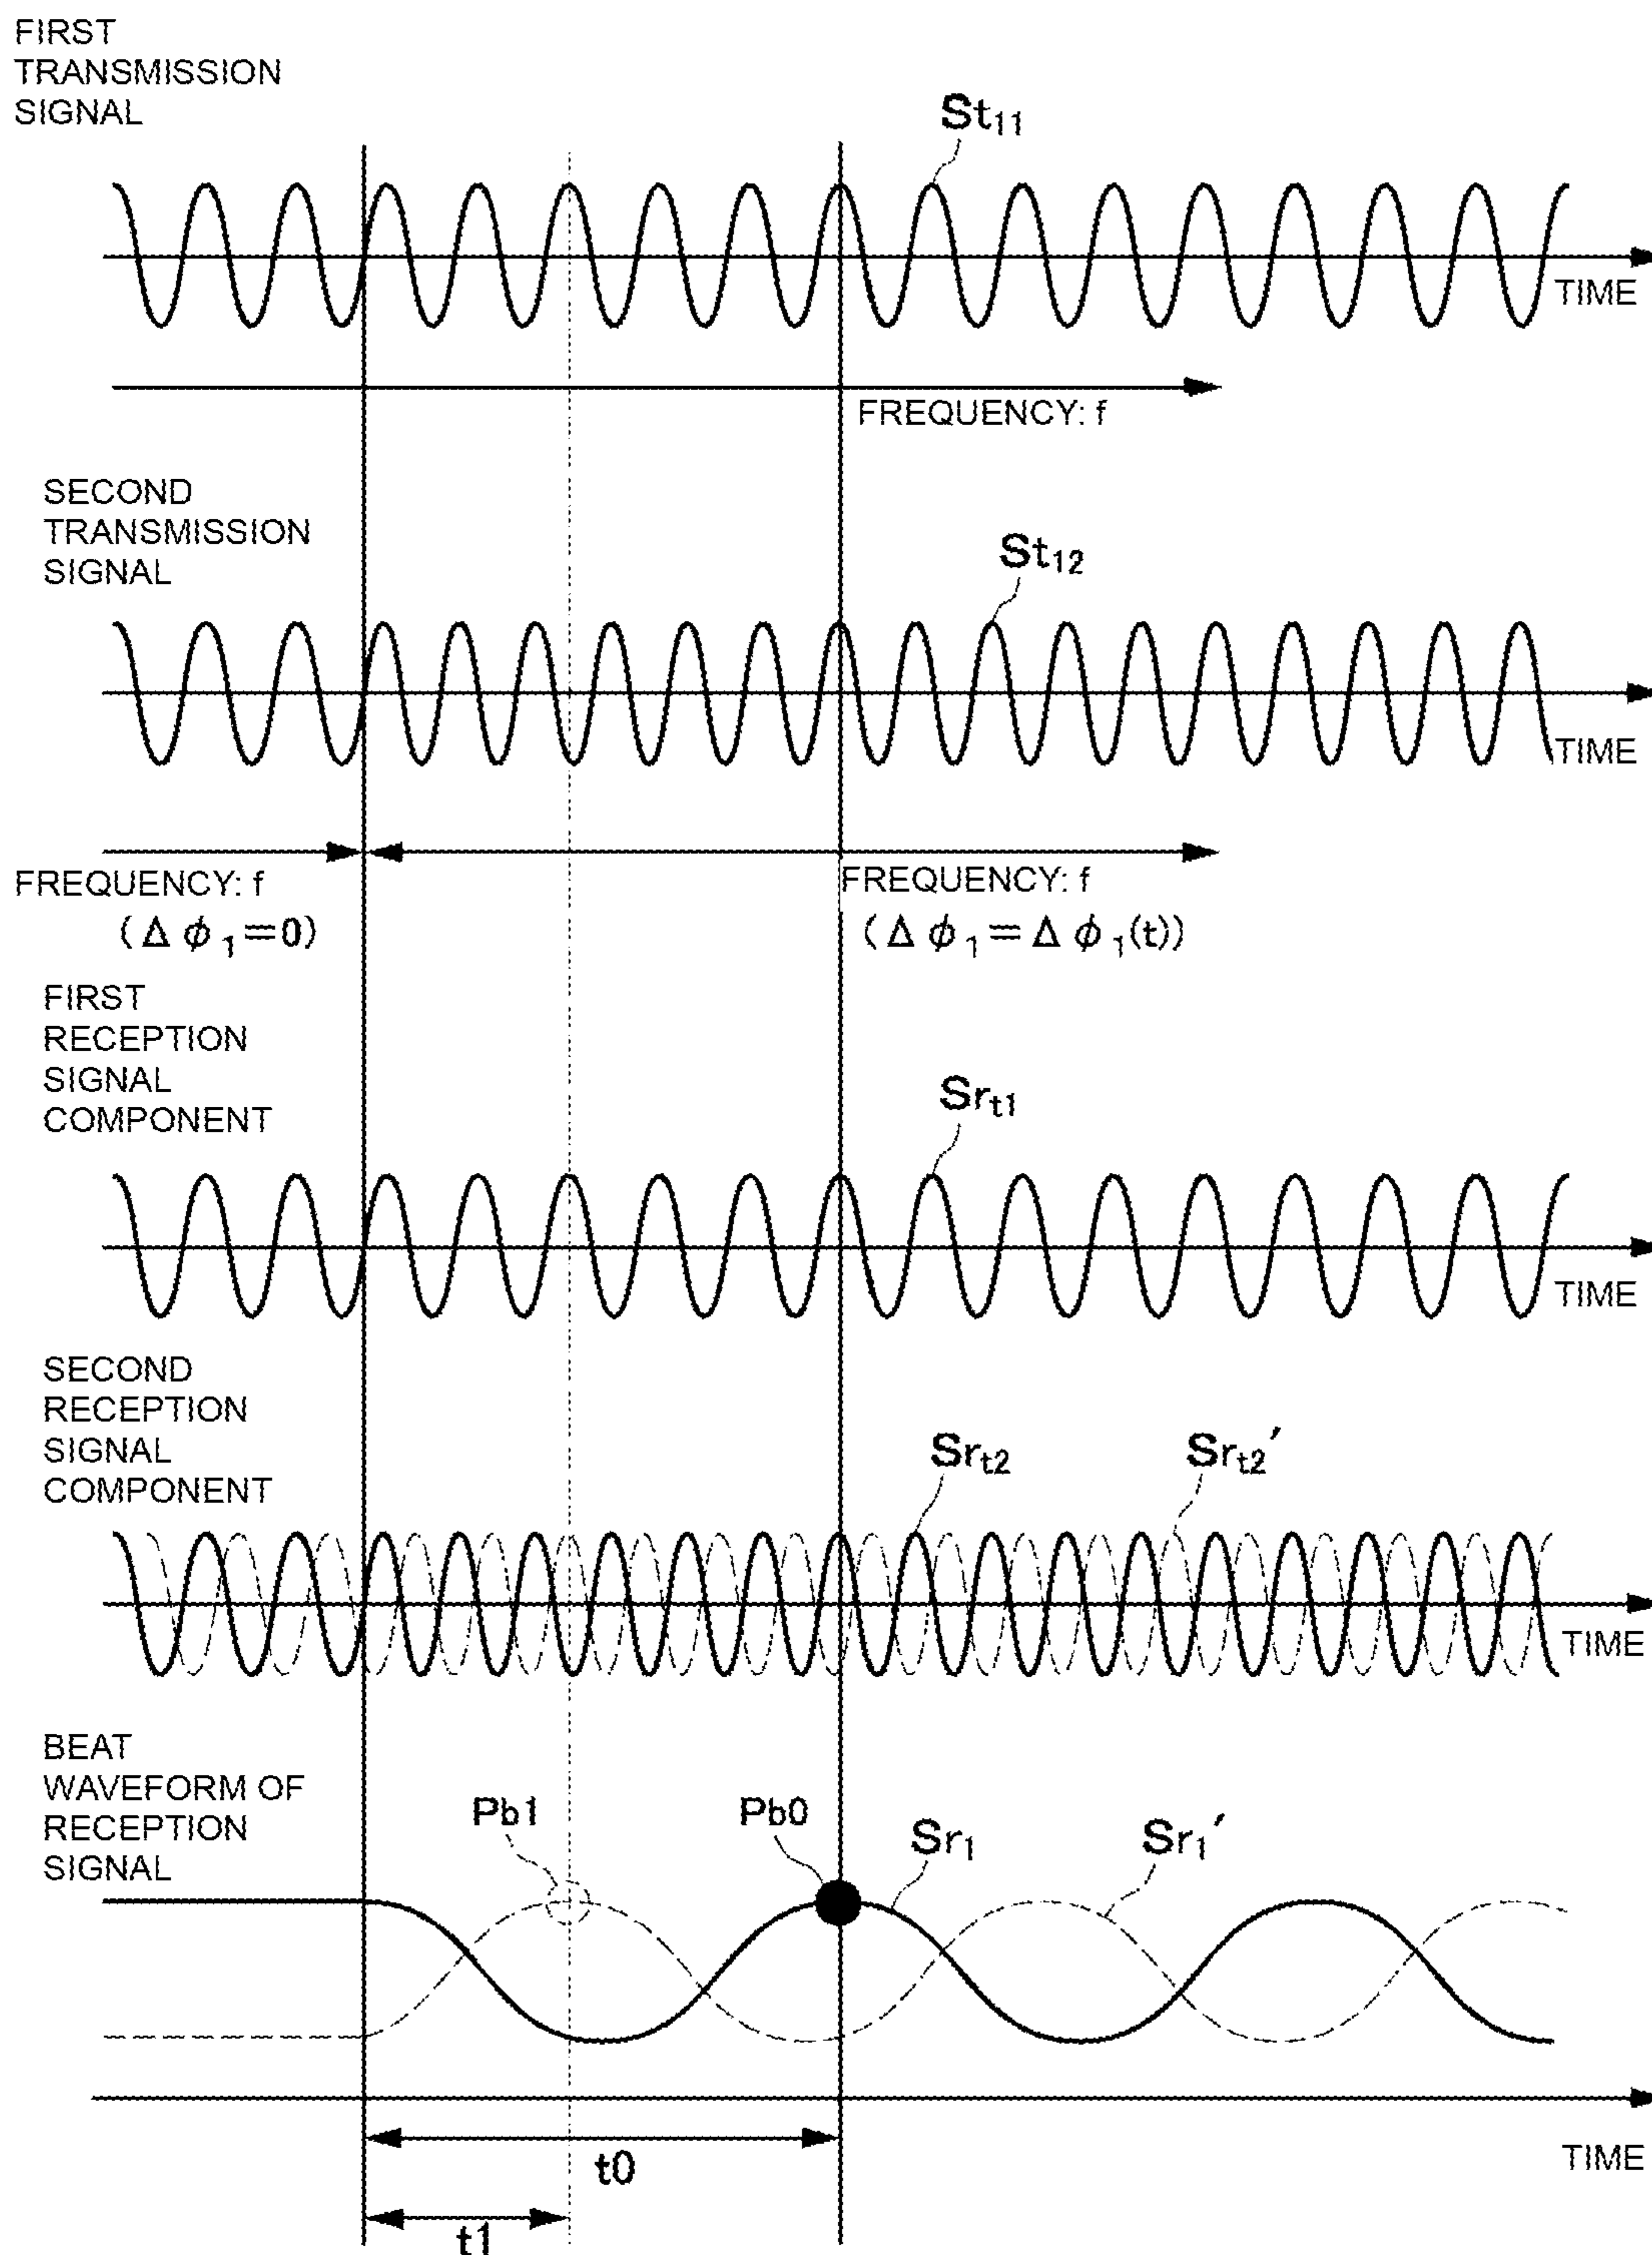 FIRST
TRANSMISSION
SIGNAL
St11
TIME
FREQUENCY: f
SECOND
TRANSMISSION
SIGNAL
St12
TIME
FREQUENCY: f
(Δϕ1=0)
FREQUENCY: f
(Δϕ1=Δϕ1(t))
FIRST
RECEPTION
SIGNAL
COMPONENT
Srt1
TIME
SECOND
RECEPTION
SIGNAL
COMPONENT
Srt2
Srt2′
TIME
BEAT
WAVEFORM OF
RECEPTION
SIGNAL
Pb1
Pb0
Sr1
Sr1′
t0
TIME
t1